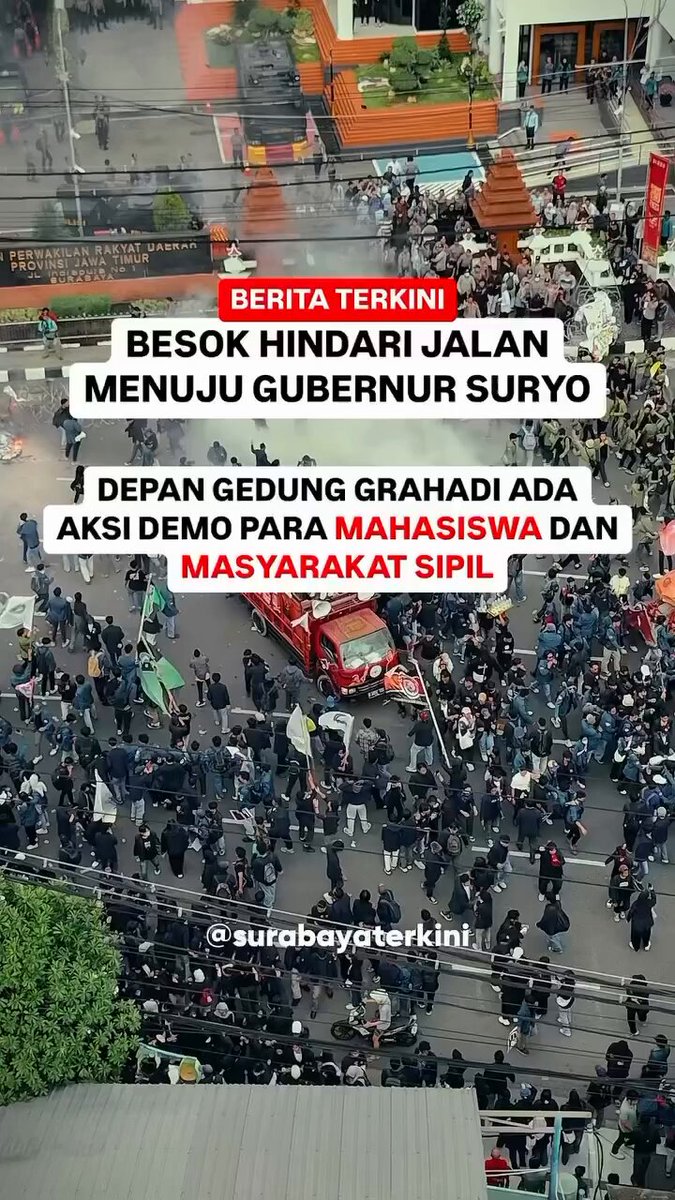 N PERWAKILAN RAKYAT DAERAH
PROVINSI JAWA TIMUR
SURABAYA
BERITA TERKINI
BESOK HINDARI JALAN
MENUJU GUBERNUR SURYO
DEPAN GEDUNG GRAHADI ADA
AKSI DEMO PARA MAHASISWA DAN
MASYARAKAT SIPIL
@surabayaterkini